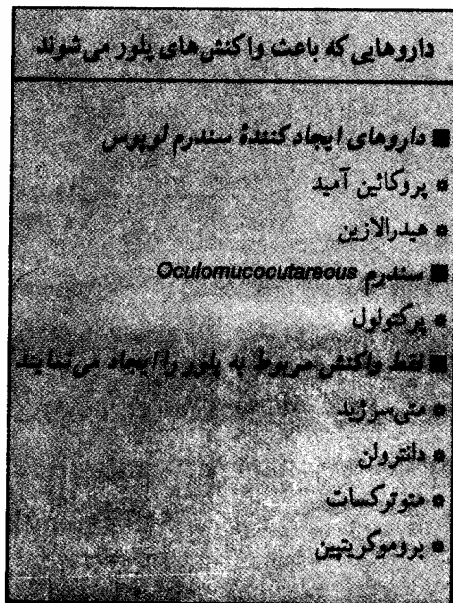 داروهایی که باعث واکنش‌های پلور می‌شوند
■ داروهای ایجاد کنندهٔ سندرم لوپوس
• پروکائین آمید
• هیدرالازین
■ سندرم Oculomucocutaraous
• پرکتولول
■ فقط واکنش مربوط به پلور را ایجاد می‌نمایند
• متی‌سرژید
• دانترولن
• متوترکسات
• بروموکریپتین